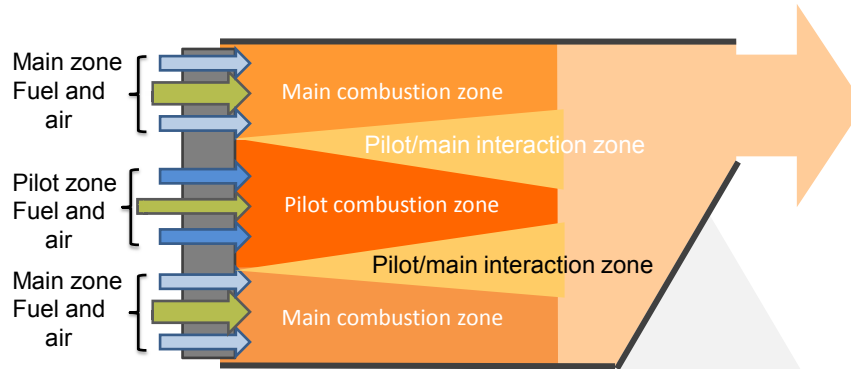 Main zone
Fuel and
air
Main combustion zone
Pilot/main interaction zone
Pilot zone
Fuel and
air
Pilot combustion zone
Pilot/main interaction zone
Main zone
Fuel and
air
Main combustion zone